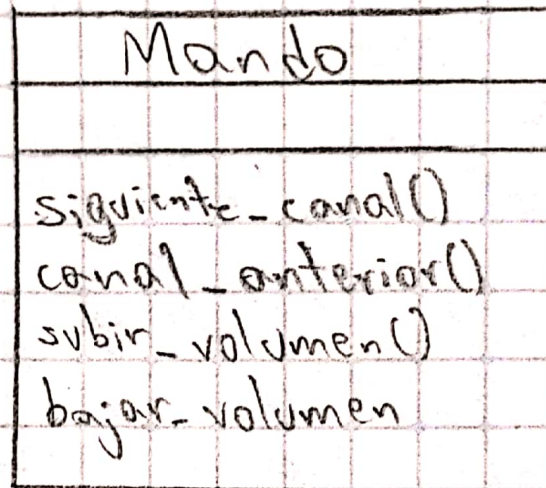 Mando
siguiente_canal()
canal_anterior()
subir_volumen()
bajar_volumen